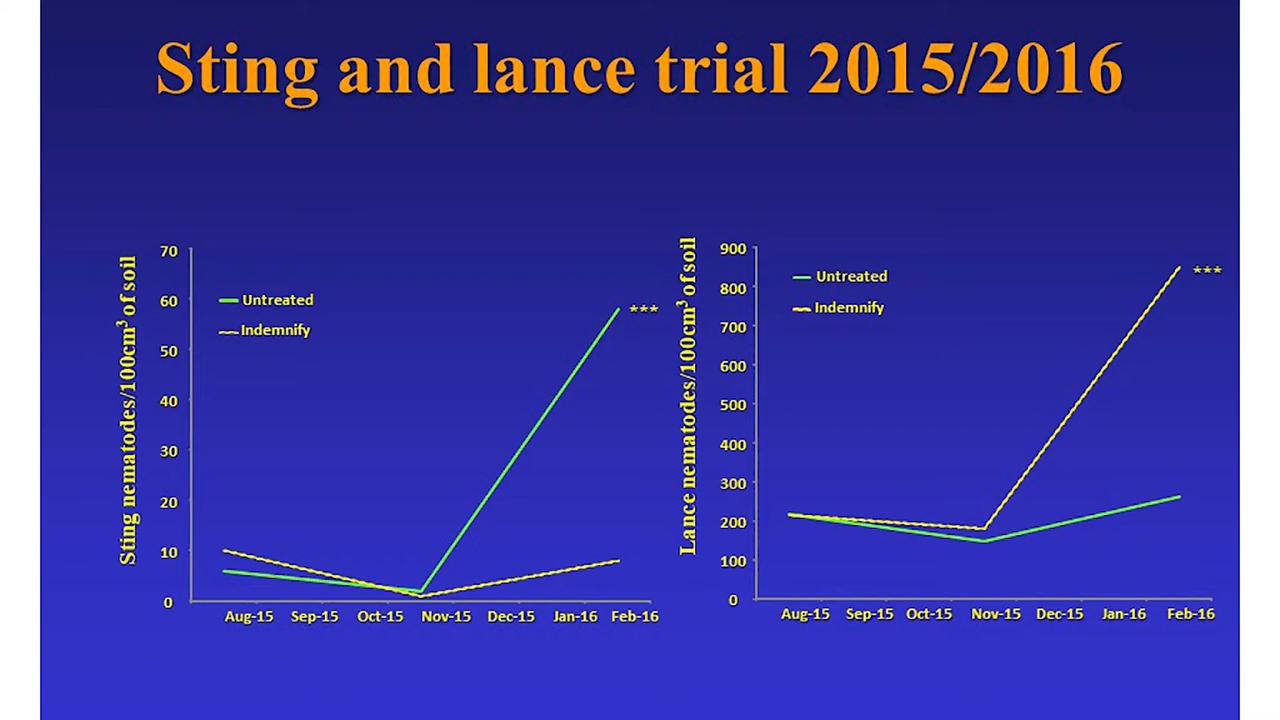 Sting and lance trial 2015/2016
Sting nematodes/100cm³ of soil
70
60
50
40
30
20
10
0
Untreated
Indemnify
***
Aug-15 Sep-15 Oct-15 Nov-15 Dec-15 Jan-16 Feb-16
Lance nematodes/100cm³ of soil
900
800
700
600
500
400
300
200
100
0
Untreated
Indemnify
***
Aug-15 Sep-15 Oct-15 Nov-15 Dec-15 Jan-16 Feb-16